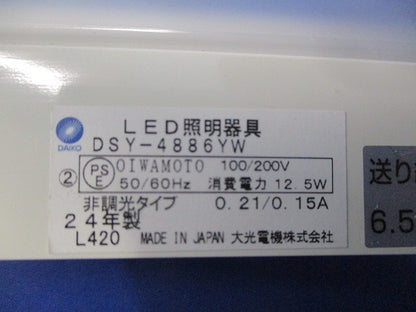 LED照明器具
DAIKO DSY-4886YW
② PS E OIWAMOTO 100/200V
50/60Hz 消費電力 12.5W
非調光タイプ 0.21/0.15A
24年製
L420 MADE IN JAPAN 大光電機株式会社
送り
6.5